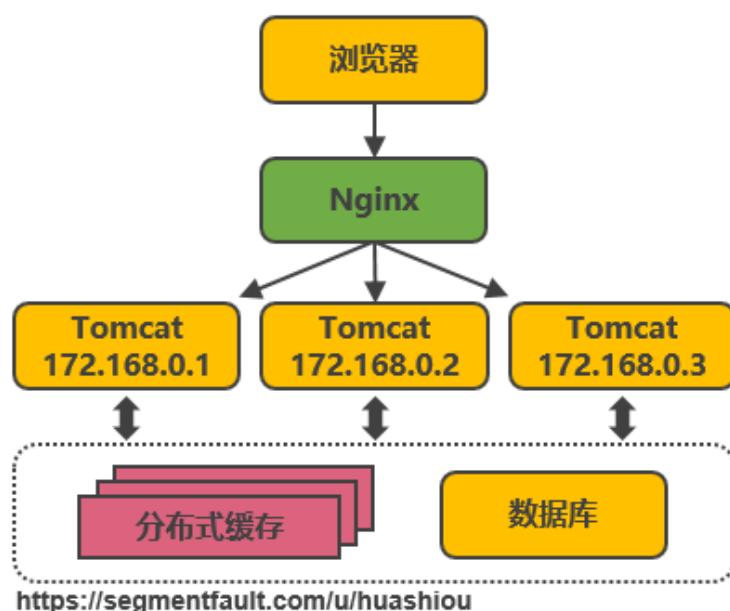 浏览器
Nginx
Tomcat
172.168.0.1
Tomcat
172.168.0.2
Tomcat
172.168.0.3
分布式缓存
数据库
https://segmentfault.com/u/huashiou